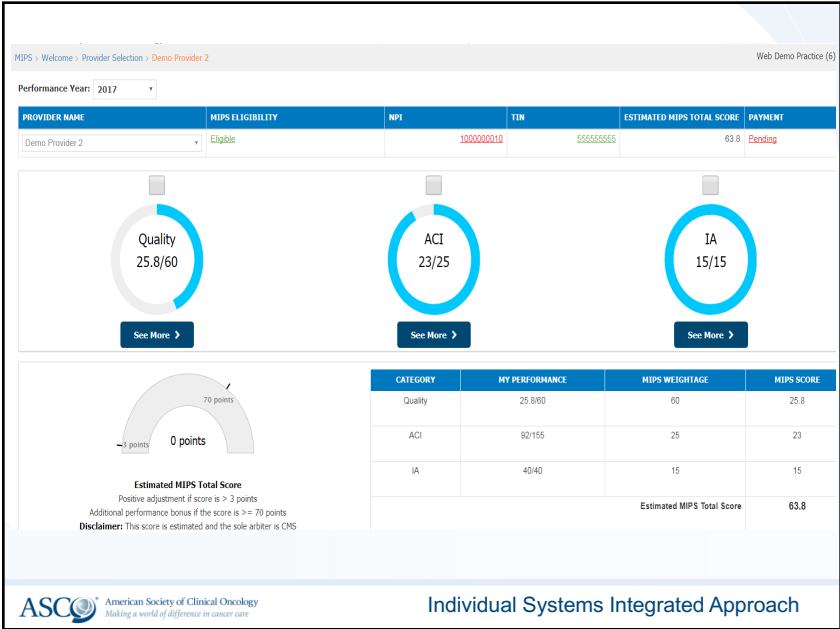 MIPS > Welcome > Provider Selection > Demo Provider 2
Web Demo Practice (6)
Performance Year: 2017
PROVIDER NAME MIPS ELIGIBILITY NPI TIN ESTIMATED MIPS TOTAL SCORE PAYMENT
Demo Provider 2 Eligible 1000000010 555555555 63.8 Pending
Quality
25.8/60
See More >
ACI
23/25
See More >
IA
15/15
See More >
70 points
3 points
0 points
Estimated MIPS Total Score
Positive adjustment if score is > 3 points
Additional performance bonus if the score is >= 70 points
Disclaimer: This score is estimated and the sole arbiter is CMS
CATEGORY MY PERFORMANCE MIPS WEIGHTAGE MIPS SCORE
Quality 25.8/60 60 25.8
ACI 92/155 25 23
IA 40/40 15 15
Estimated MIPS Total Score 63.8
ASCO American Society of Clinical Oncology
Making a world of difference in cancer care
Individual Systems Integrated Approach